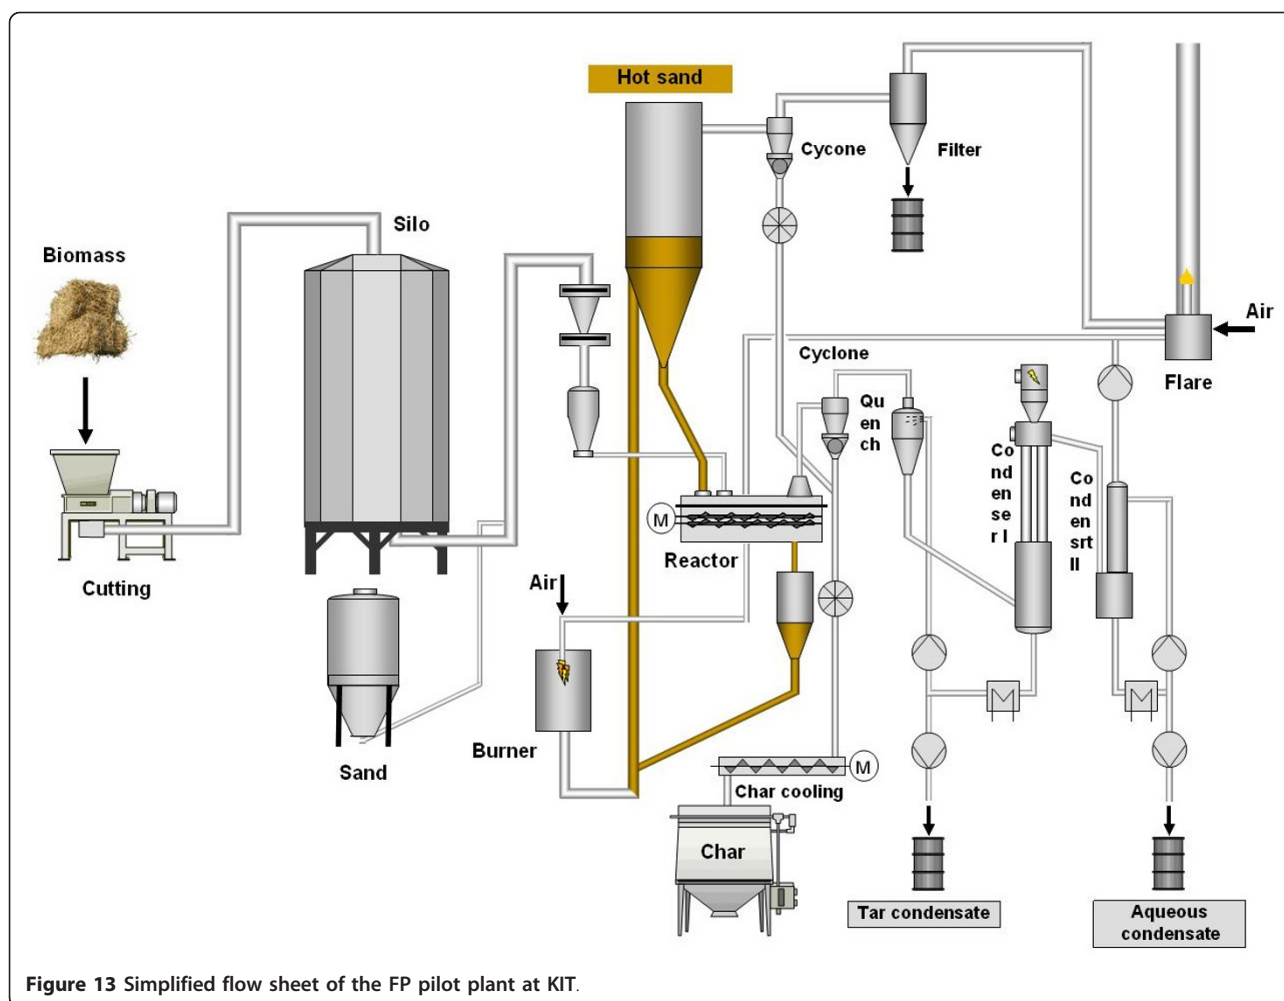 Hot sand
Cycone
Filter
Silo
Biomass
Air
Cyclone
Flare
Qu
en
ch
Co
nd
en
se
r I
Co
nd
en
srt
II
M
Reactor
Cutting
Air
Burner
Sand
M
Char cooling
Char
Tar condensate
Aqueous
condensate
Figure 13 Simplified flow sheet of the FP pilot plant at KIT.